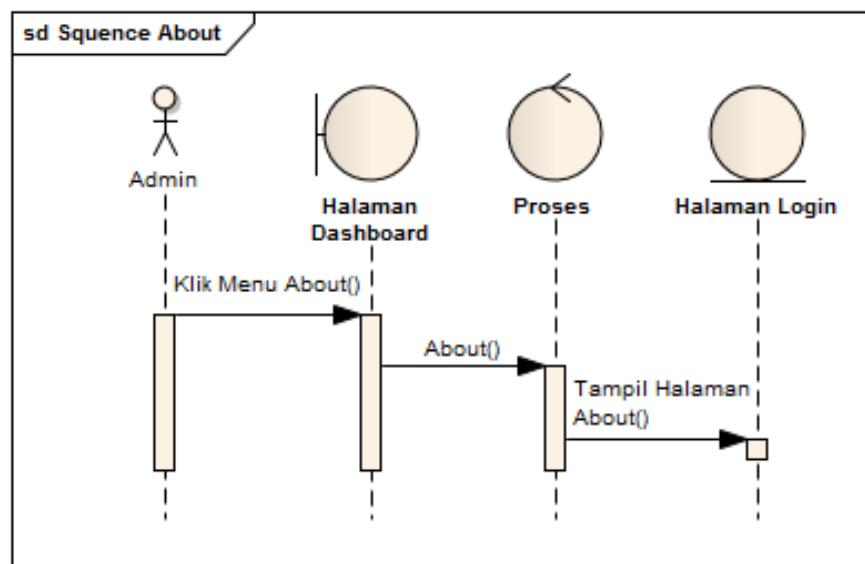 sd Squence About
Admin
Halaman
Dashboard
Proses
Halaman Login
Klik Menu About()
About()
Tampil Halaman
About()